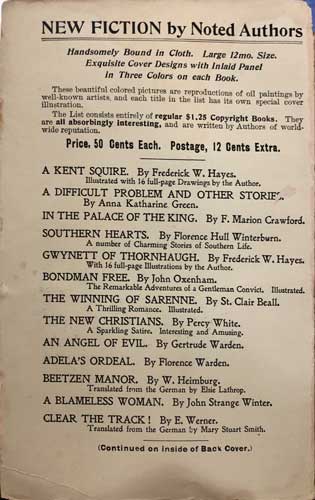 NEW FICTION by Noted Authors
Handsomely Bound in Cloth. Large 12mo. Size.
Exquisite Cover Designs with Inlaid Panel
in Three Colors on each Book.
These beautiful colored pictures are reproductions of oil paintings by
well-known artists, and each title in the list has its own special cover
illustration.
The List consists entirely of regular $1.25 Copyright Books. They
are all absorbingly interesting, and are written by Authors of world-
wide reputation.
Price, 50 Cents Each. Postage, 12 Cents Extra.
A KENT SQUIRE. By Frederick W. Hayes.
Illustrated with 16 full-page Drawings by the Author.
A DIFFICULT PROBLEM AND OTHER STORIES.
By Anna Katharine Green.
IN THE PALACE OF THE KING. By F. Marion Crawford.
SOUTHERN HEARTS. By Florence Hull Winterburn.
A number of Charming Stories of Southern Life.
GWYNETT OF THORNHAUGH. By Frederick W. Hayes.
With 16 full-page Illustrations by the Author.
BONDMAN FREE. By John Oxenham.
The Remarkable Adventures of a Gentleman Convict. Illustrated.
THE WINNING OF SARENNE. By St. Clair Beall.
A Thrilling Romance. Illustrated.
THE NEW CHRISTIANS. By Percy White.
A Sparkling Satire. Interesting and Amusing.
AN ANGEL OF EVIL. By Gertrude Warden.
ADELA'S ORDEAL. By Florence Warden.
BEETZEN MANOR. By W. Heimburg.
Translated from the German by Elsie Lathrop.
A BLAMELESS WOMAN. By John Strange Winter.
CLEAR THE TRACK! By E. Werner.
Translated from the German by Mary Stuart Smith.
(Continued on inside of Back Cover.)